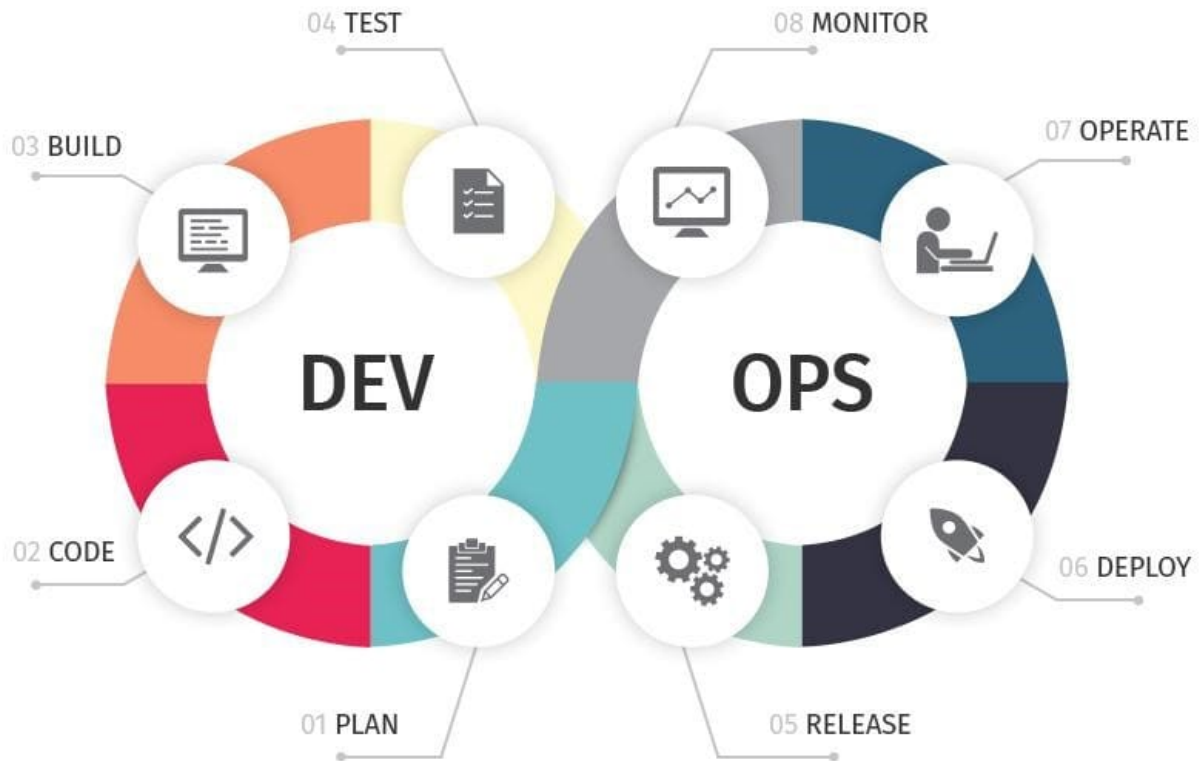 04 TEST
08 MONITOR
03 BUILD
07 OPERATE
DEV
OPS
02 CODE
06 DEPLOY
01 PLAN
05 RELEASE